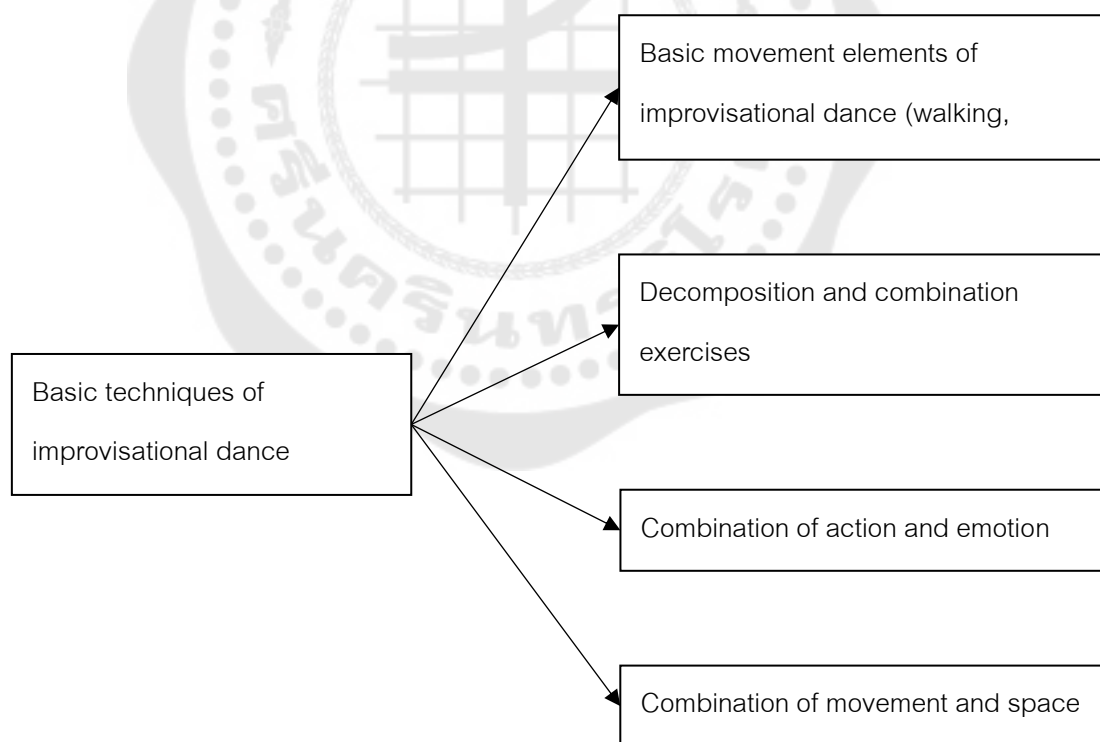 Basic movement elements of
improvisational dance (walking,
Decomposition and combination
exercises
Basic techniques of
improvisational dance
Combination of action and emotion
Combination of movement and space